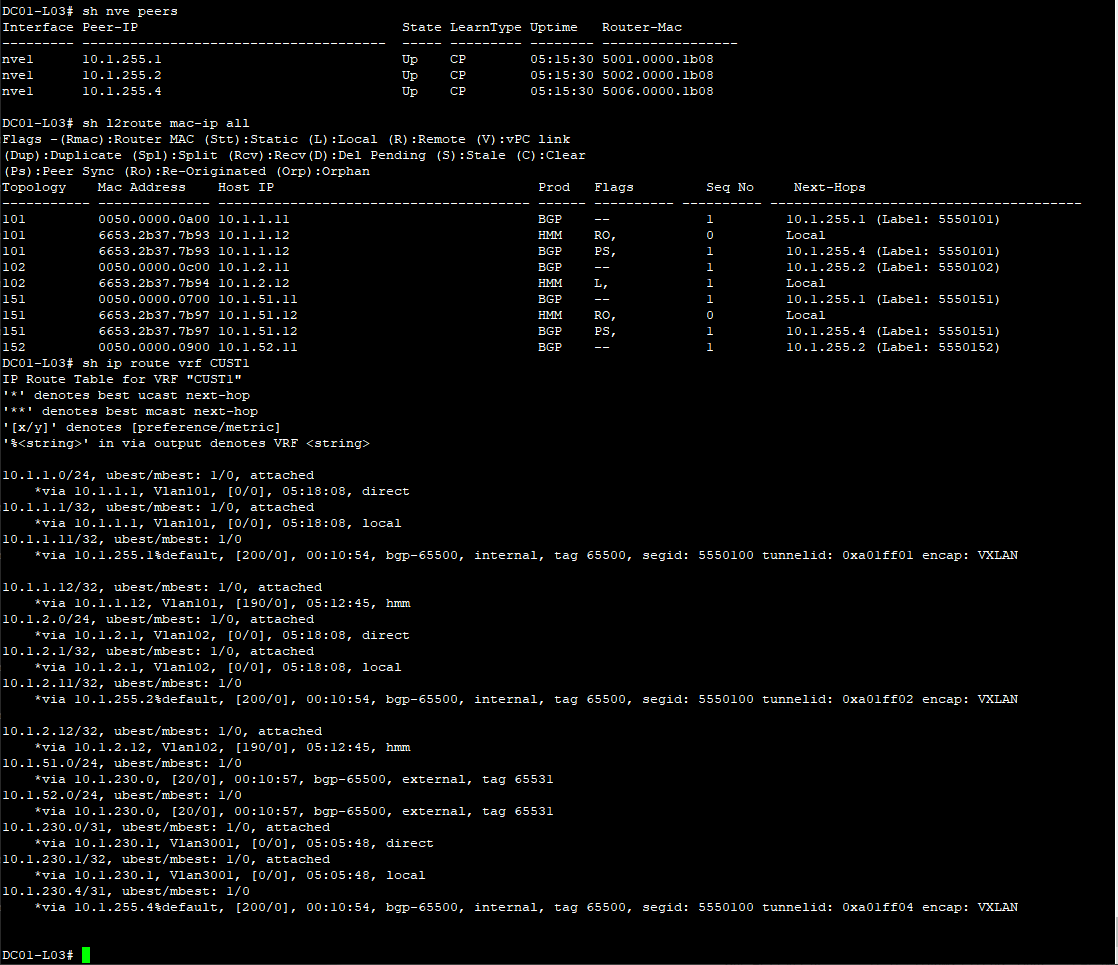 DC01-L03# sh nve peers
Interface Peer-IP                                 State LearnType Uptime   Router-Mac
--------- --------------------------------------  ----- --------- -------- -----------------
nve1      10.1.255.1                              Up    CP        05:15:30 5001.0000.1b08
nve1      10.1.255.2                              Up    CP        05:15:30 5002.0000.1b08
nve1      10.1.255.4                              Up    CP        05:15:30 5006.0000.1b08
DC01-L03# sh l2route mac-ip all
Flags -(Rmac):Router MAC (Stt):Static (L):Local (R):Remote (V):vPC link
(Dup):Duplicate (Spl):Split (Rcv):Recv(D):Del Pending (S):Stale (C):Clear
(Ps):Peer Sync (Ro):Re-Originated (Orp):Orphan
Topology    Mac Address    Host IP                                 Prod   Flags         Seq No     Next-Hops
----------- -------------- --------------------------------------- ------ ---------- ---------- ---------------------------------------
101         0050.0000.0a00 10.1.1.11                               BGP    --            1         10.1.255.1 (Label: 5550101)
101         6653.2b37.7b93 10.1.1.12                               HMM    RO,           0         Local
101         6653.2b37.7b93 10.1.1.12                               BGP    PS,           1         10.1.255.4 (Label: 5550101)
102         0050.0000.0c00 10.1.2.11                               BGP    --            1         10.1.255.2 (Label: 5550102)
102         6653.2b37.7b94 10.1.2.12                               HMM    L,            1         Local
151         0050.0000.0700 10.1.51.11                              BGP    --            1         10.1.255.1 (Label: 5550151)
151         6653.2b37.7b97 10.1.51.12                              HMM    RO,           0         Local
151         6653.2b37.7b97 10.1.51.12                              BGP    PS,           1         10.1.255.4 (Label: 5550151)
152         0050.0000.0900 10.1.52.11                              BGP    --            1         10.1.255.2 (Label: 5550152)
DC01-L03# sh ip route vrf CUST1
IP Route Table for VRF "CUST1"
'*' denotes best ucast next-hop
'**' denotes best mcast next-hop
'[x/y]' denotes [preference/metric]
'%<string>' in via output denotes VRF <string>
10.1.1.0/24, ubest/mbest: 1/0, attached
    *via 10.1.1.1, Vlan101, [0/0], 05:18:08, direct
10.1.1.1/32, ubest/mbest: 1/0, attached
    *via 10.1.1.1, Vlan101, [0/0], 05:18:08, local
10.1.1.11/32, ubest/mbest: 1/0
    *via 10.1.255.1%default, [200/0], 00:10:54, bgp-65500, internal, tag 65500, segid: 5550100 tunnelid: 0xa01ff01 encap: VXLAN
10.1.1.12/32, ubest/mbest: 1/0, attached
    *via 10.1.1.12, Vlan101, [190/0], 05:12:45, hmm
10.1.2.0/24, ubest/mbest: 1/0, attached
    *via 10.1.2.1, Vlan102, [0/0], 05:18:08, direct
10.1.2.1/32, ubest/mbest: 1/0, attached
    *via 10.1.2.1, Vlan102, [0/0], 05:18:08, local
10.1.2.11/32, ubest/mbest: 1/0
    *via 10.1.255.2%default, [200/0], 00:10:54, bgp-65500, internal, tag 65500, segid: 5550100 tunnelid: 0xa01ff02 encap: VXLAN
10.1.2.12/32, ubest/mbest: 1/0, attached
    *via 10.1.2.12, Vlan102, [190/0], 05:12:45, hmm
10.1.51.0/24, ubest/mbest: 1/0
    *via 10.1.230.0, [20/0], 00:10:57, bgp-65500, external, tag 65531
10.1.52.0/24, ubest/mbest: 1/0
    *via 10.1.230.0, [20/0], 00:10:57, bgp-65500, external, tag 65531
10.1.230.0/31, ubest/mbest: 1/0, attached
    *via 10.1.230.1, Vlan3001, [0/0], 05:05:48, direct
10.1.230.1/32, ubest/mbest: 1/0, attached
    *via 10.1.230.1, Vlan3001, [0/0], 05:05:48, local
10.1.230.4/31, ubest/mbest: 1/0
    *via 10.1.255.4%default, [200/0], 00:10:54, bgp-65500, internal, tag 65500, segid: 5550100 tunnelid: 0xa01ff04 encap: VXLAN
DC01-L03#